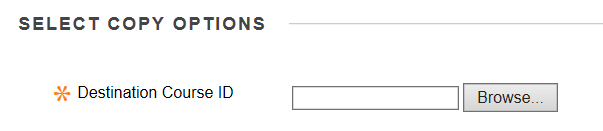 SELECT COPY OPTIONS
Destination Course ID Browse...